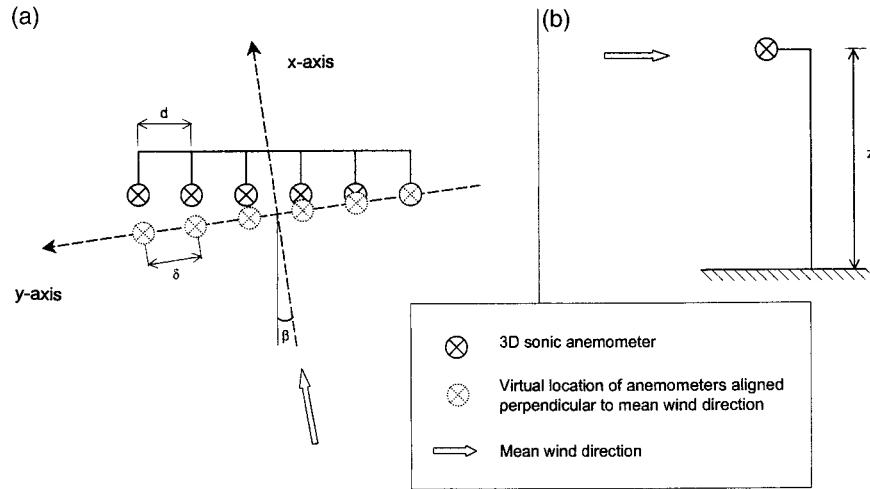 (a)
x-axis
d
δ
y-axis
β
(b)
z
3D sonic anemometer
Virtual location of anemometers aligned
perpendicular to mean wind direction
Mean wind direction